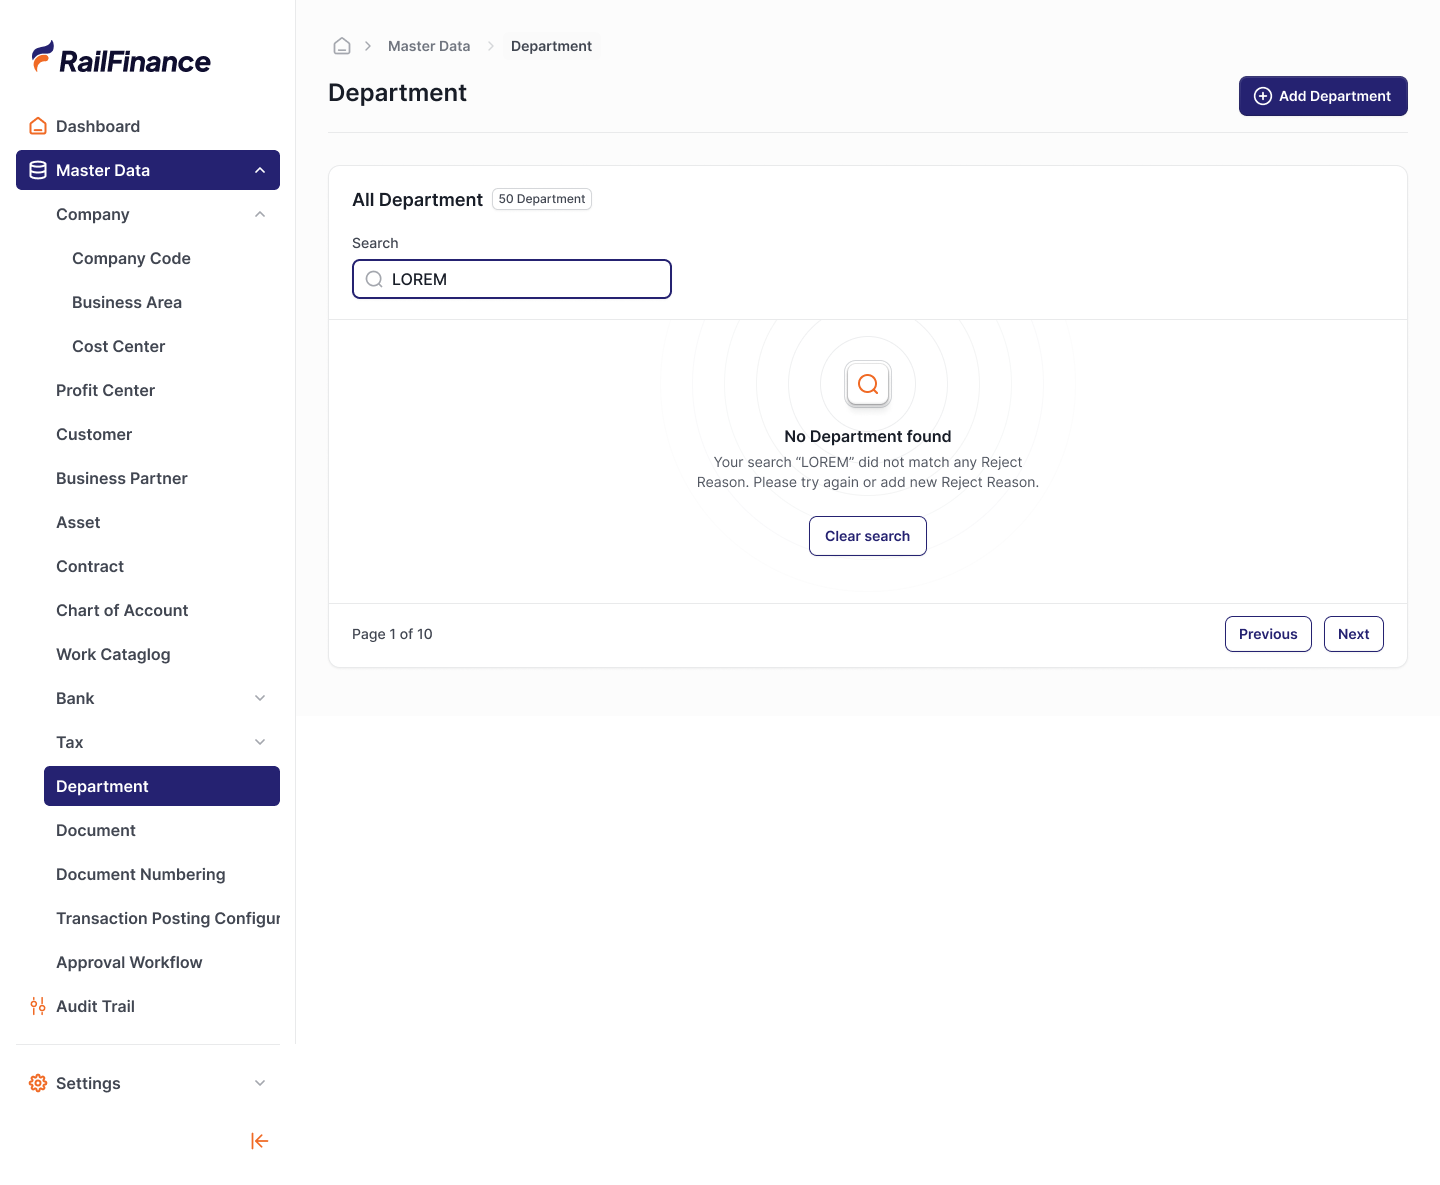 RailFinance
Dashboard
Master Data
Company
Company Code
Business Area
Cost Center
Profit Center
Customer
Business Partner
Asset
Contract
Chart of Account
Work Cataglog
Bank
Tax
Department
Document
Document Numbering
Transaction Posting Configur
Approval Workflow
Audit Trail
Settings
Master Data
Department
Department
Add Department
All Department
50 Department
Search
LOREM
No Department found
Your search “LOREM” did not match any Reject
Reason. Please try again or add new Reject Reason.
Clear search
Page 1 of 10
Previous
Next